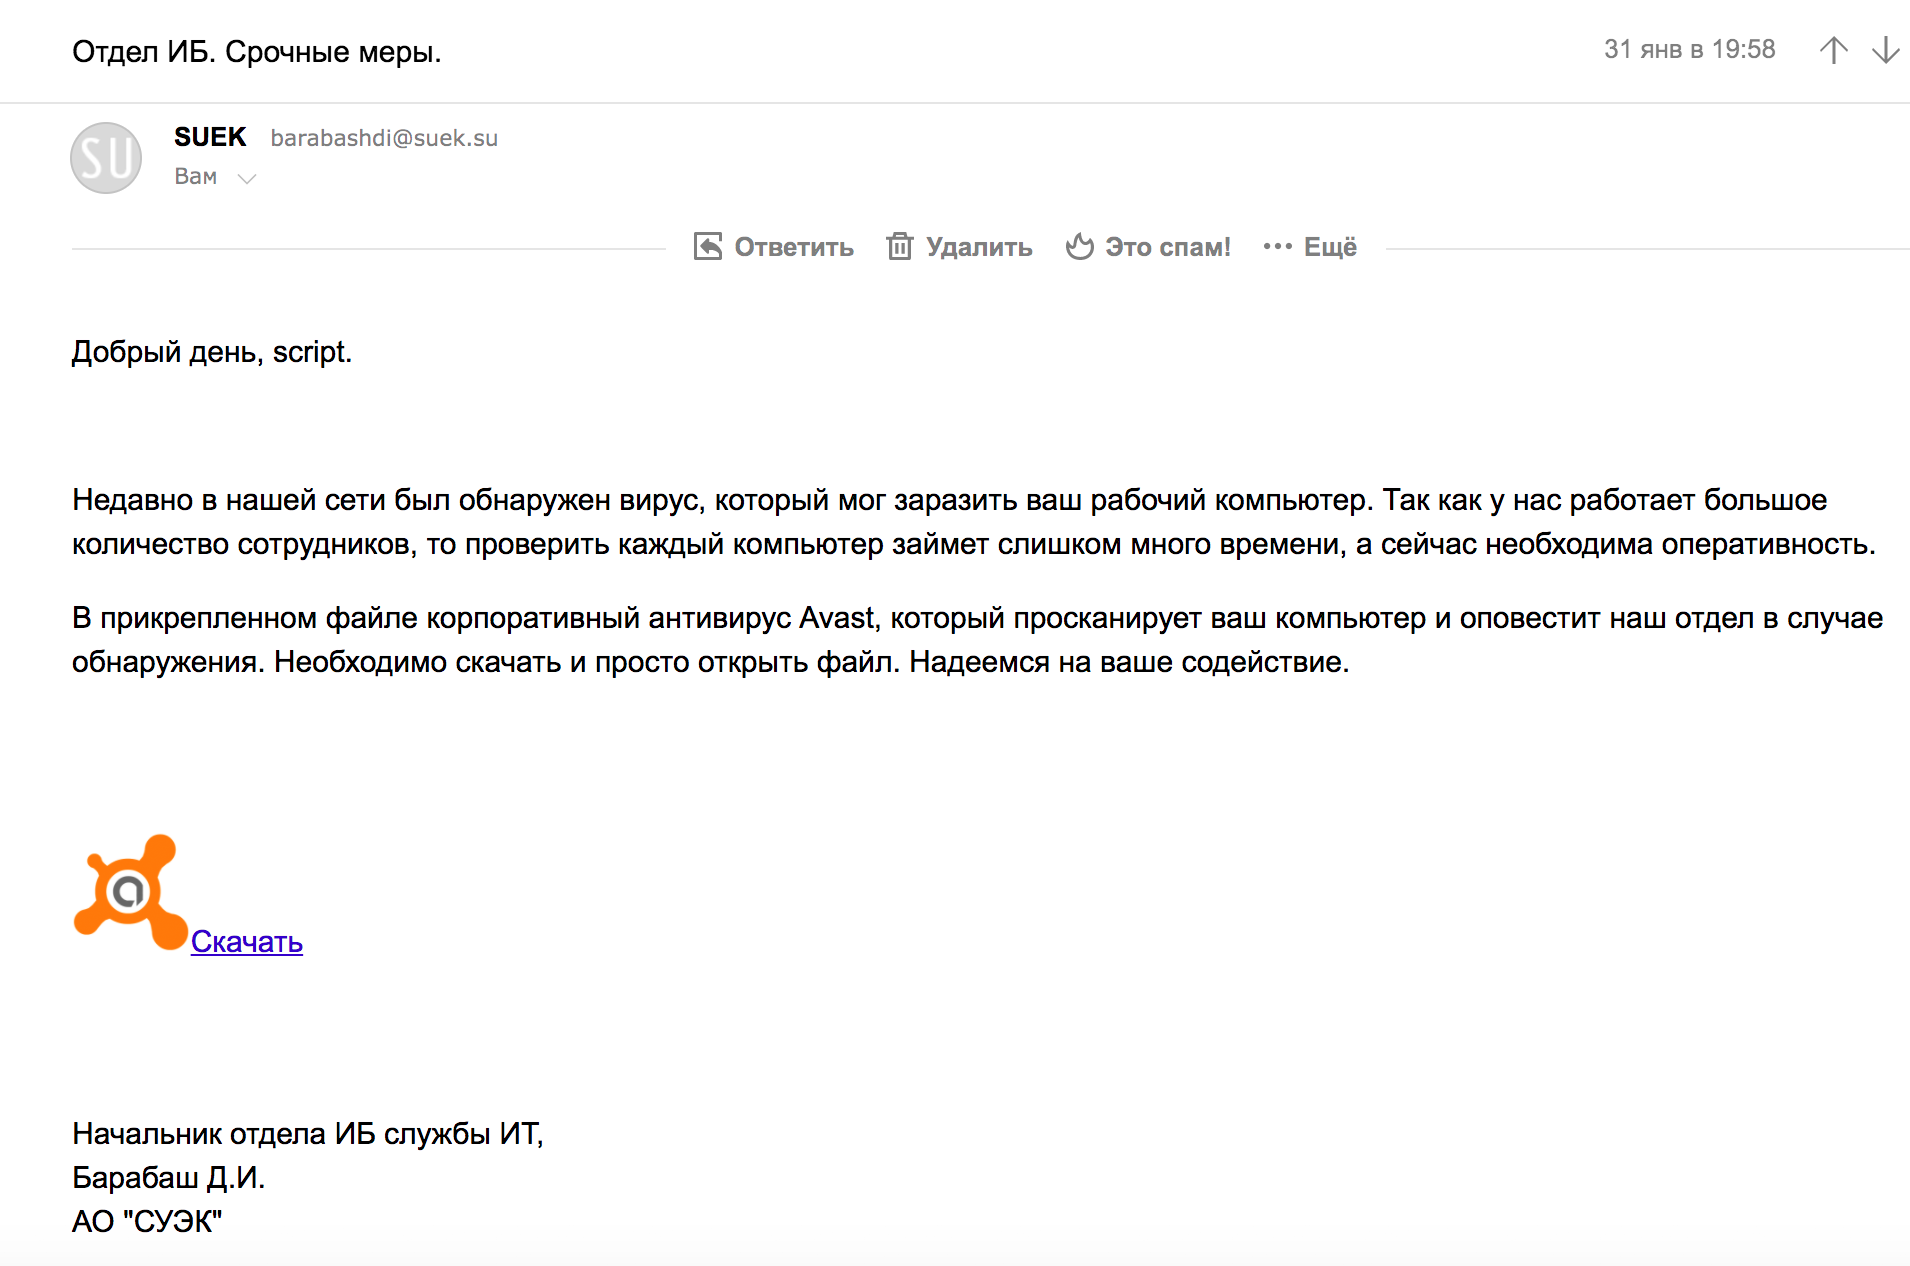 Отдел ИБ. Срочные меры.
31 янв в 19:58
SU
SUEK barabashdi@suek.su
Вам
Ответить Удалить Это спам! Ещё
Добрый день, script.
Недавно в нашей сети был обнаружен вирус, который мог заразить ваш рабочий компьютер. Так как у нас работает большое
количество сотрудников, то проверить каждый компьютер займет слишком много времени, а сейчас необходима оперативность.
В прикрепленном файле корпоративный антивирус Avast, который просканирует ваш компьютер и оповестит наш отдел в случае
обнаружения. Необходимо скачать и просто открыть файл. Надеемся на ваше содействие.
a
Скачать
Начальник отдела ИБ службы ИТ,
Барабаш Д.И.
АО "СУЭК"